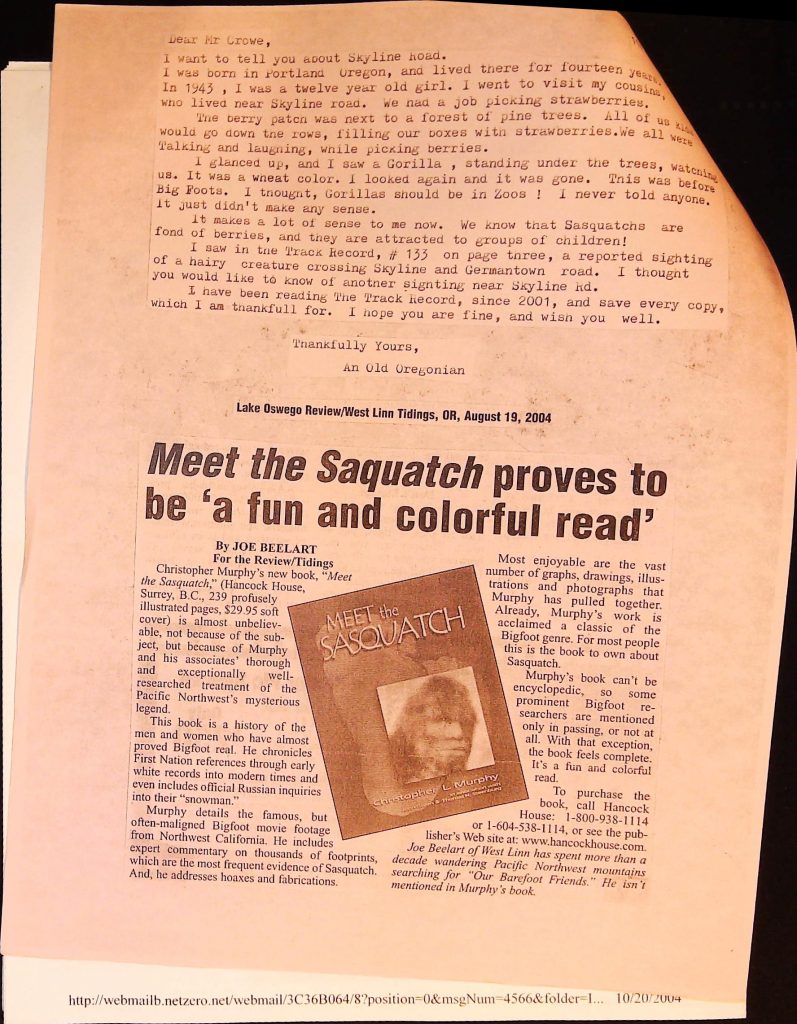 Dear Mr Crowe,
I want to tell you about Skyline Road.
I was born in Portland Oregon, and lived there for fourteen years.
In 1943 , I was a twelve year old girl. I went to visit my cousins,
who lived near Skyline road. We had a job picking strawberries.
The berry patch was next to a forest of pine trees. All of us kids
would go down the rows, filling our boxes with strawberries.We all were
Talking and laughing, while picking berries.
I glanced up, and I saw a Gorilla , standing under the trees, watching
us. It was a wheat color. I looked again and it was gone. This was before
Big Foots. I thought, Gorillas should be in Zoos ! I never told anyone.
It just didn't make any sense.
It makes a lot of sense to me now. We know that Sasquatchs are
fond of berries, and they are attracted to groups of children!
I saw in the Track Record, # 133 on page three, a reported sighting
of a hairy creature crossing Skyline and Germantown road. I thought
you would like to know of another signting near Skyline Rd.
I have been reading The Track Record, since 2001, and save every copy,
which I am thankfull for. I hope you are fine, and wish you well.
Thankfully Yours,
An Old Oregonian
Lake Oswego Review/West Linn Tidings, OR, August 19, 2004
Meet the Saquatch proves to
be ‘a fun and colorful read’
By JOE BEELART
For the Review/Tidings
Christopher Murphy's new book, “Meet
the Sasquatch,” (Hancock House,
Surrey, B.C., 239 profusely
illustrated pages, $29.95 soft
cover) is almost unbeliev-
able, not because of the sub-
ject, but because of Murphy
and his associates' thorough
and exceptionally well-
researched treatment of the
Pacific Northwest's mysterious
legend.
This book is a history of the
men and women who have almost
proved Bigfoot real. He chronicles
First Nation references through early
white records into modern times and
even includes official Russian inquiries
into their “snowman.”
Murphy details the famous, but
often-maligned Bigfoot movie footage
from Northwest California. He includes
expert commentary on thousands of footprints,
which are the most frequent evidence of Sasquatch.
And, he addresses hoaxes and fabrications.
MEET the
SASQUATCH
Christopher L. Murphy
Most enjoyable are the vast
number of graphs, drawings, illus-
trations and photographs that
Murphy has pulled together.
Already, Murphy's work is
acclaimed a classic of the
Bigfoot genre. For most people
this is the book to own about
Sasquatch.
Murphy's book can't be
encyclopedic, so some
prominent Bigfoot re-
searchers are mentioned
only in passing, or not at
all. With that exception,
the book feels complete.
It's a fun and colorful
read.
To purchase the
book, call Hancock
House: 1-800-938-1114
or 1-604-538-1114, or see the pub-
lisher's Web site at: www.hancockhouse.com.
Joe Beelart of West Linn has spent more than a
decade wandering Pacific Northwest mountains
searching for “Our Barefoot Friends.” He isn't
mentioned in Murphy's book.
http://webmailb.netzero.net/webmail/3C36B064/8?position=0&msgNum=4566&folder=I... 10/20/2004